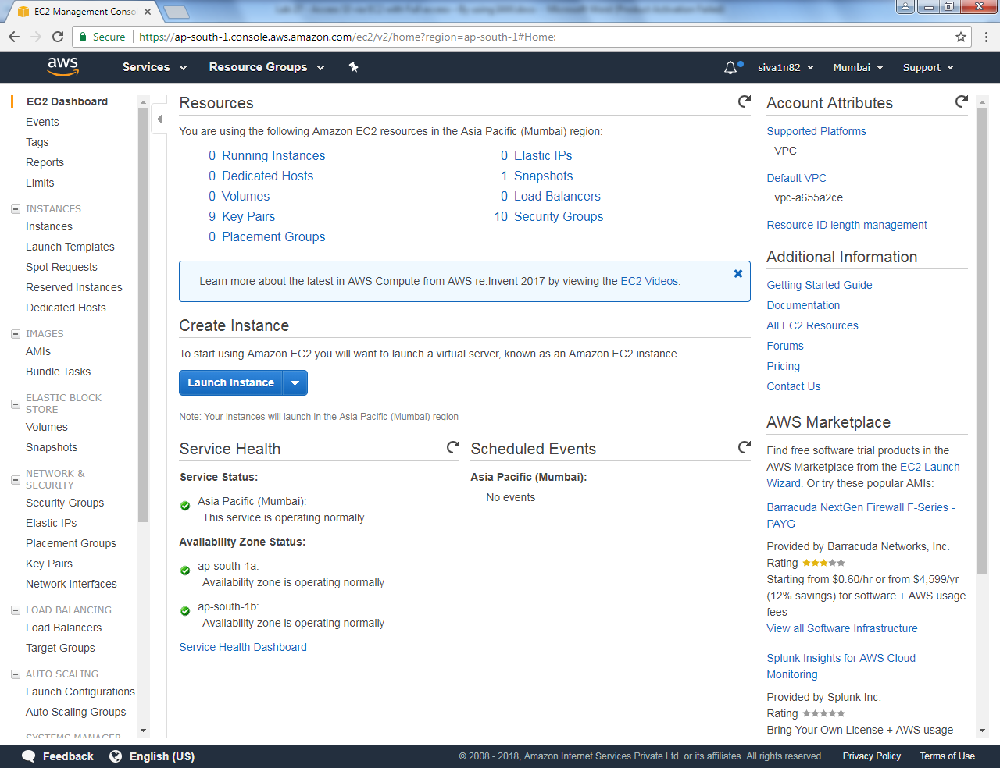 EC2 Management Conso
Secure
https://ap-south-1.console.aws.amazon.com/ec2/v2/home?region=ap-south-1#Home:
aws
Services
Resource Groups
siva1n82
Mumbai
Support
EC2 Dashboard
Events
Tags
Reports
Limits
INSTANCES
Instances
Launch Templates
Spot Requests
Reserved Instances
Dedicated Hosts
IMAGES
AMIs
Bundle Tasks
ELASTIC BLOCK
STORE
Volumes
Snapshots
NETWORK &
SECURITY
Security Groups
Elastic IPs
Placement Groups
Key Pairs
Network Interfaces
LOAD BALANCING
Load Balancers
Target Groups
AUTO SCALING
Launch Configurations
Auto Scaling Groups
SYSTEMS MANAGER
Resources
You are using the following Amazon EC2 resources in the Asia Pacific (Mumbai) region:
0 Running Instances
0 Elastic IPs
0 Dedicated Hosts
1 Snapshots
0 Volumes
0 Load Balancers
9 Key Pairs
10 Security Groups
0 Placement Groups
Learn more about the latest in AWS Compute from AWS re:Invent 2017 by viewing the EC2 Videos.
Create Instance
To start using Amazon EC2 you will want to launch a virtual server, known as an Amazon EC2 instance.
Launch Instance
Note: Your instances will launch in the Asia Pacific (Mumbai) region
Service Health
Service Status:
Asia Pacific (Mumbai):
This service is operating normally
Availability Zone Status:
ap-south-1a:
Availability zone is operating normally
ap-south-1b:
Availability zone is operating normally
Service Health Dashboard
Scheduled Events
Asia Pacific (Mumbai):
No events
Account Attributes
Supported Platforms
VPC
Default VPC
vpc-a655a2ce
Resource ID length management
Additional Information
Getting Started Guide
Documentation
All EC2 Resources
Forums
Pricing
Contact Us
AWS Marketplace
Find free software trial products in the
AWS Marketplace from the EC2 Launch
Wizard. Or try these popular AMIs:
Barracuda NextGen Firewall F-Series -
PAYG
Provided by Barracuda Networks, Inc.
Rating
Starting from $0.60/hr or from $4,599/yr
(12% savings) for software + AWS usage
fees
View all Software Infrastructure
Splunk Insights for AWS Cloud
Monitoring
Provided by Splunk Inc.
Rating
Bring Your Own License + AWS usage
Feedback
English (US)
© 2008 - 2018, Amazon Internet Services Private Ltd. or its affiliates. All rights reserved.
Privacy Policy
Terms of Use